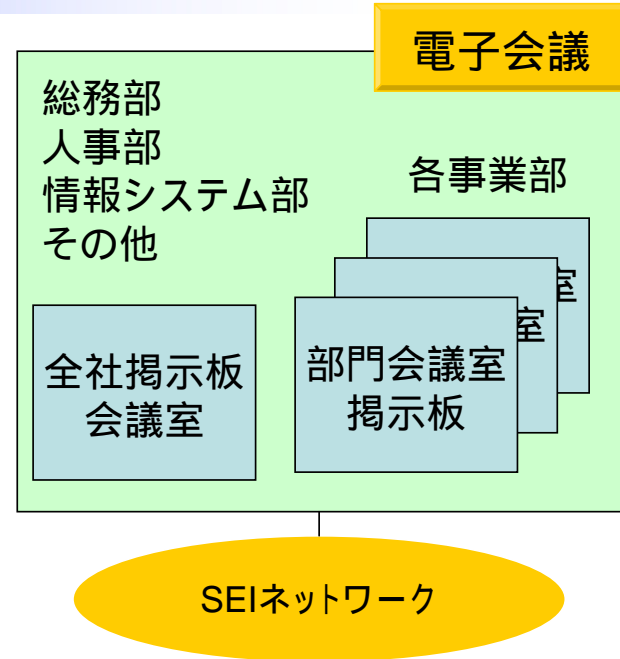 電子会議
総務部
人事部
情報システム部
その他
各事業部
室
室
全社掲示板
会議室
部門会議室
掲示板
SEIネットワーク